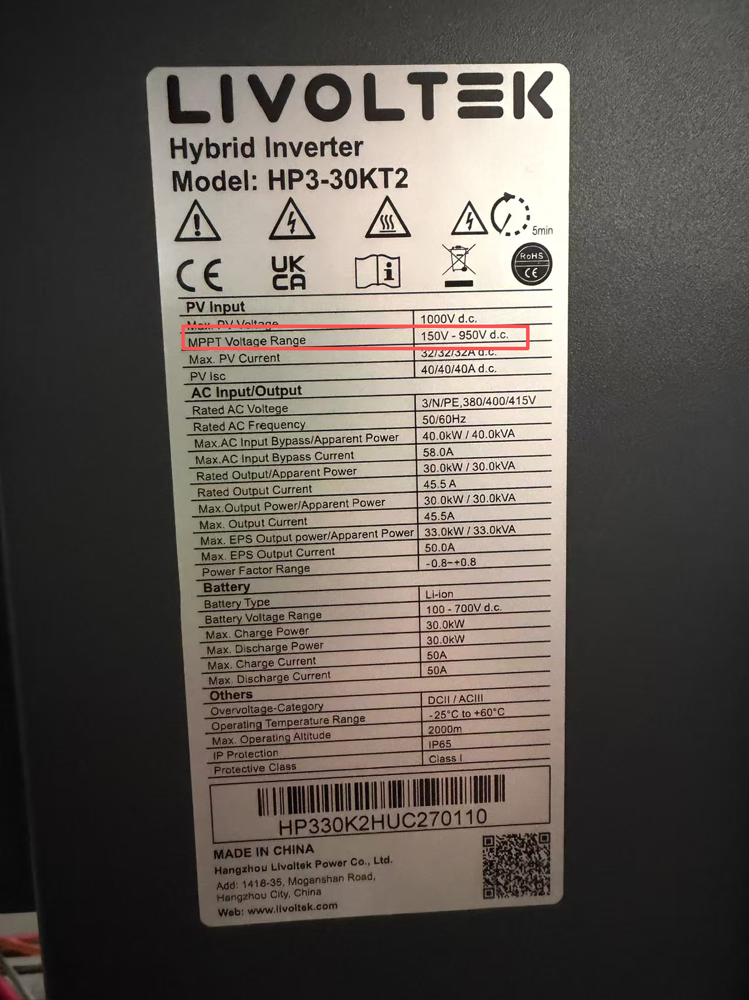 LIVOLTEK
Hybrid Inverter
Model: HP3-30KT2
5min
CE UK CA i RoHS CE
PV Input
Max. PV Voltage 1000V d.c.
MPPT Voltage Range 150V - 950V d.c.
Max. PV Current 32/32/32A d.c.
PV Isc 40/40/40A d.c.
AC Input/Output
Rated AC Voltege 3/N/PE,380/400/415V
Rated AC Frequency 50/60Hz
Max.AC Input Bypass/Apparent Power 40.0kW / 40.0kVA
Max.AC Input Bypass Current 58.0A
Rated Output/Apparent Power 30.0kW / 30.0kVA
Rated Output Current 45.5 A
Max.Output Power/Apparent Power 30.0kW / 30.0kVA
Max. Output Current 45.5A
Max. EPS Output power/Apparent Power 33.0kW / 33.0kVA
Max. EPS Output Current 50.0A
Power Factor Range -0.8~+0.8
Battery
Battery Type Li-ion
Battery Voltage Range 100 - 700V d.c.
Max. Charge Power 30.0kW
Max. Discharge Power 30.0kW
Max. Charge Current 50A
Max. Discharge Current 50A
Others
Overvoltage-Category DCII / ACIII
Operating Temperature Range -25°C to +60°C
Max. Operating Altitude 2000m
IP Protection IP65
Protective Class Class I
HP330K2HUC270110
MADE IN CHINA
Hangzhou Livoltek Power Co., Ltd.
Add: 1418-35, Moganshan Road,
Hangzhou City, China
Web: www.livoltek.com